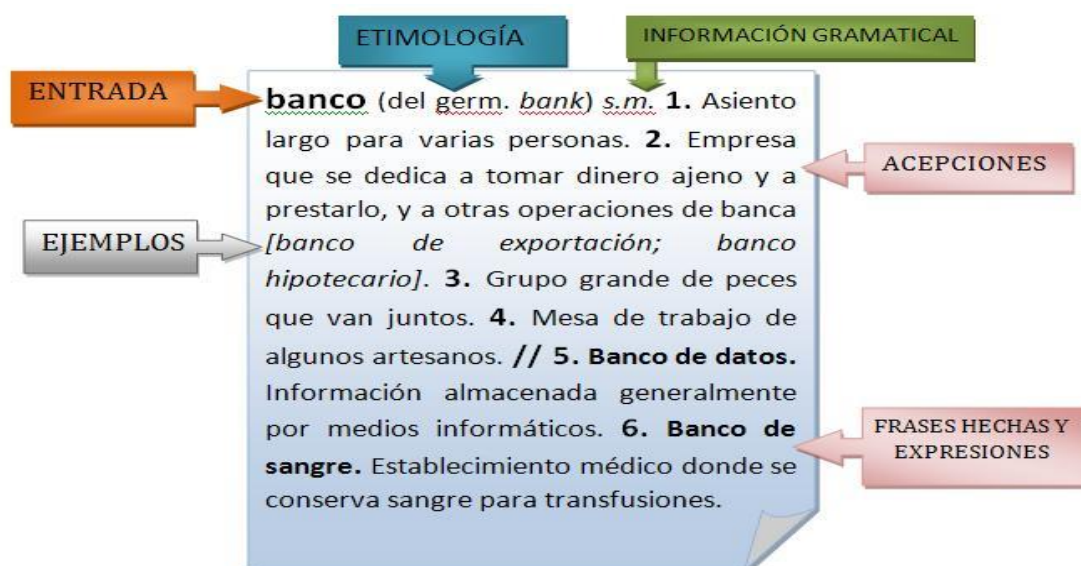 ETIMOLOGÍA
INFORMACIÓN GRAMATICAL
ENTRADA
banco (del germ. bank) s.m. 1. Asiento
largo para varias personas. 2. Empresa
que se dedica a tomar dinero ajeno y a
prestarlo, y a otras operaciones de banca
[banco de exportación; banco
hipotecario]. 3. Grupo grande de peces
que van juntos. 4. Mesa de trabajo de
algunos artesanos. // 5. Banco de datos.
Información almacenada generalmente
por medios informáticos. 6. Banco de
sangre. Establecimiento médico donde se
conserva sangre para transfusiones.
ACEPCIONES
EJEMPLOS
FRASES HECHAS Y
EXPRESIONES